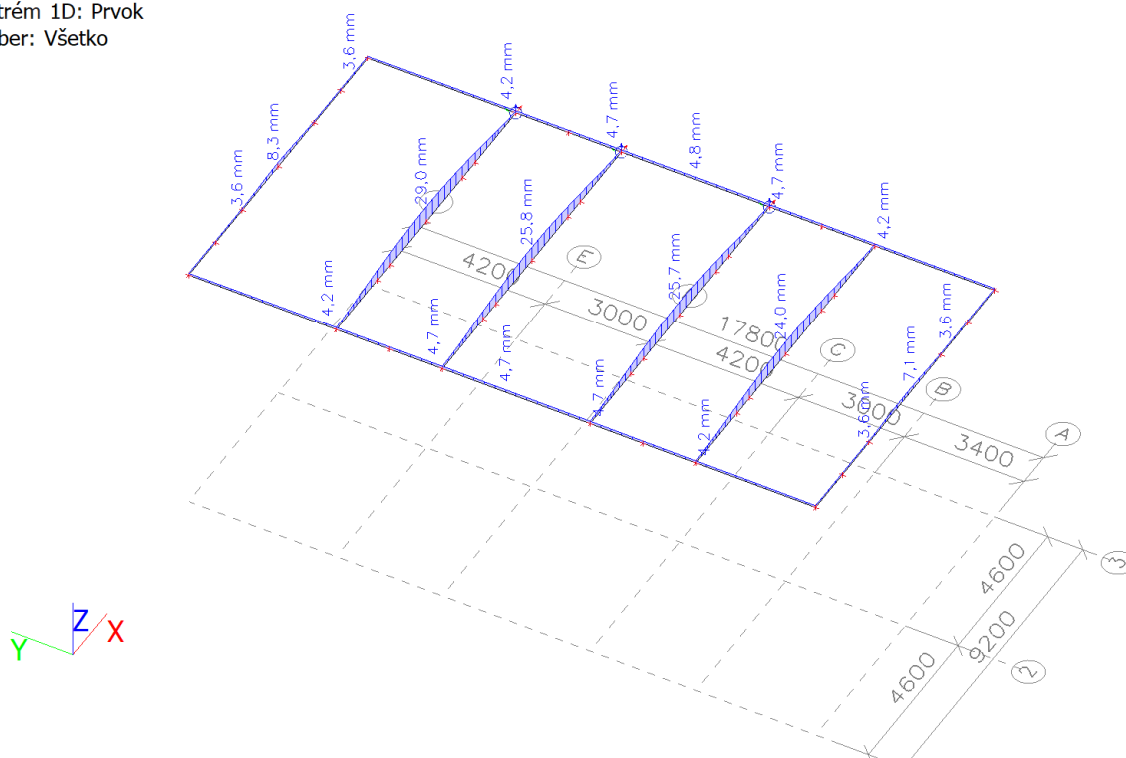 trém 1D: Prvok
ber: Všetko
3,6 mm
4,2 mm
4,7 mm
4,8 mm
8,3 mm
3,6 mm
29,0 mm
4,7 mm
25,8 mm
4,2 mm
E
4200
25,7 mm
3000
4,2 mm
17800
24,0 mm
3,6 mm
4,7 mm
4,7 mm
4200
C
7,1 mm
4,7 mm
B
3000
3,6 mm
4,2 mm
3400
A
4600
3
9200
4600
2
Z
X
Y